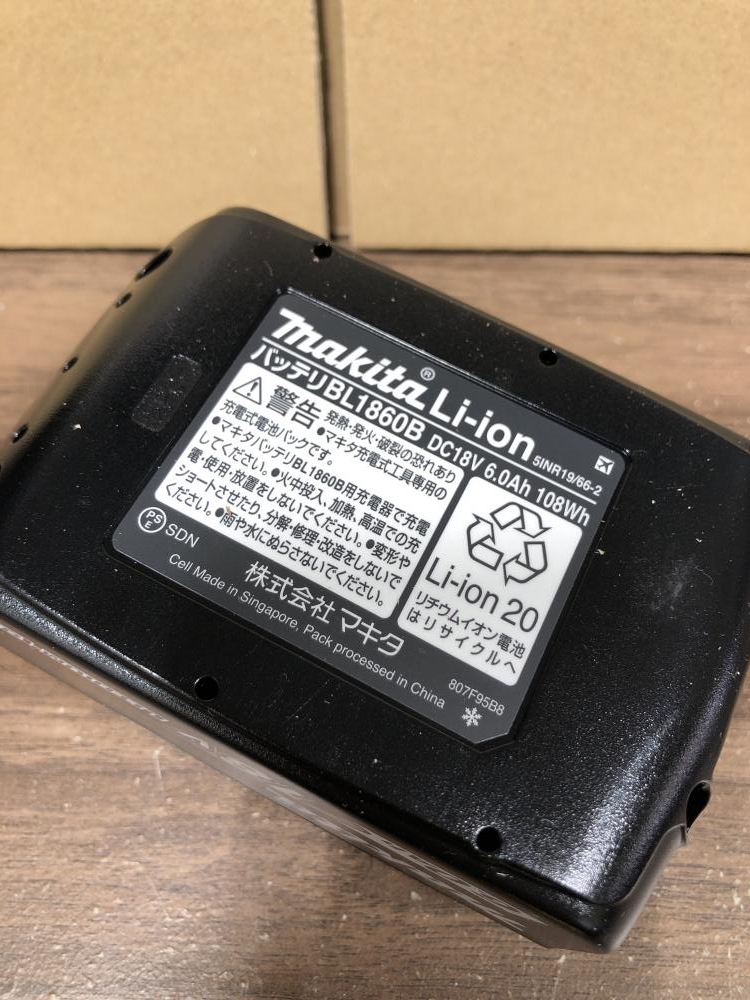 makita® Li-ion
バッテリBL1860B DC18V 6.0Ah 108Wh
5INR19/66-2
警告 発熱・発火・破裂の恐れあり
●マキタ充電式工具専用の
充電式電池パックです。
●マキタバッテリBL1860B用充電器で充電
してください。●火中投入、加熱、高温での充
電・使用・放置をしないでください。●変形や
ショートさせたり、分解・修理・改造をしないで
ください。●雨や水にぬらさないでください。
Li-ion 20
リチウムイオン電池
はリサイクルへ
PSE SDN
株式会社 マキタ
Cell Made in Singapore, Pack processed in China
807F95B8